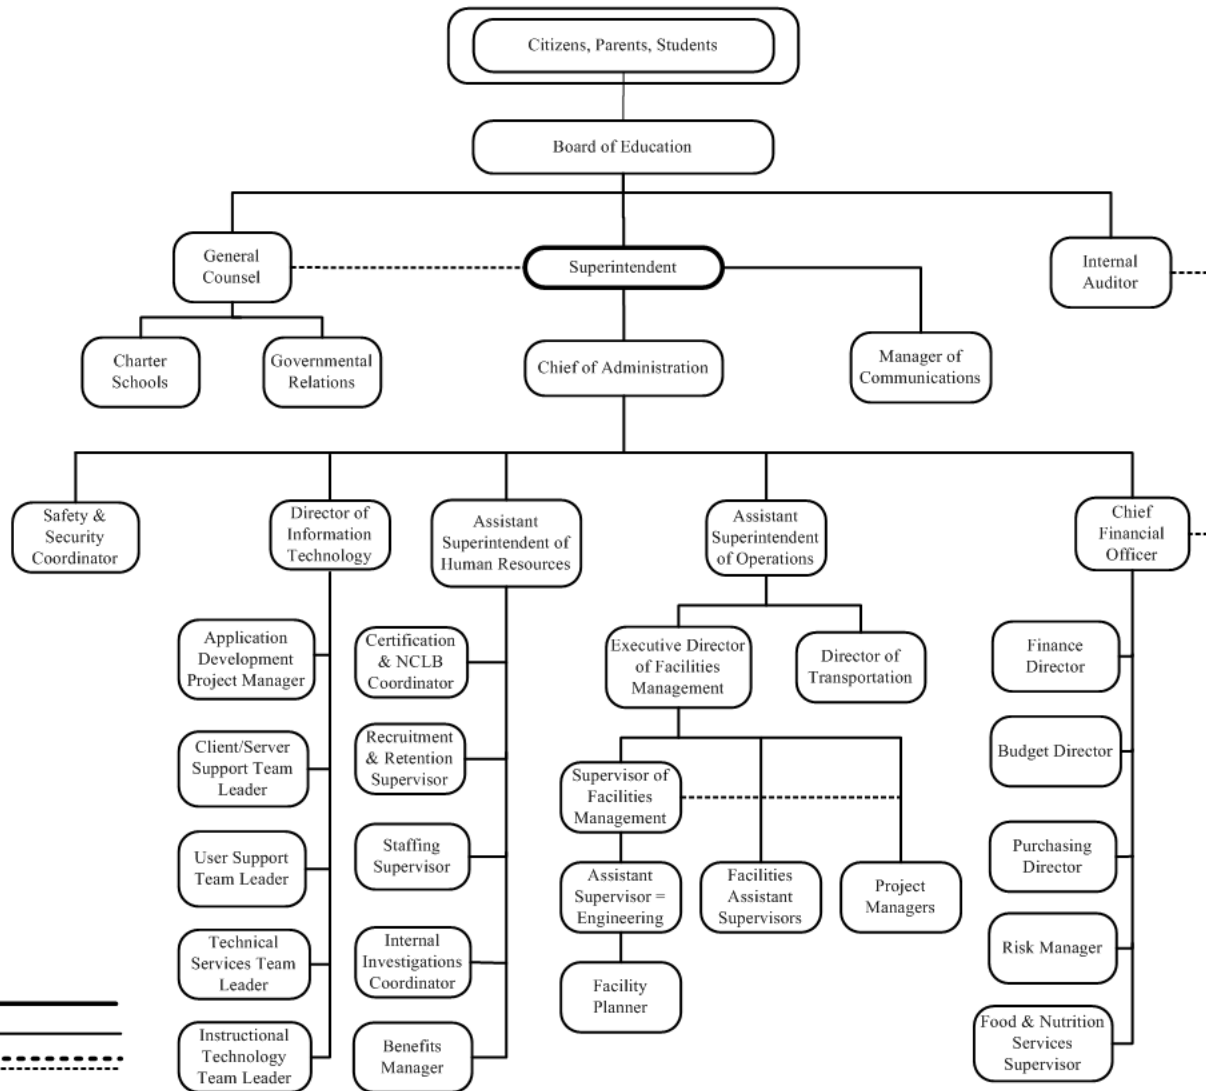 Citizens, Parents, Students
Board of Education
General
Counsel
Superintendent
Internal
Auditor
Charter
Schools
Governmental
Relations
Chief of Administration
Manager of
Communications
Safety &
Security
Coordinator
Director of
Information
Technology
Assistant
Superintendent of
Human Resources
Assistant
Superintendent
of Operations
Chief
Financial
Officer
Application
Development
Project Manager
Client/Server
Support Team
Leader
User Support
Team Leader
Technical
Services Team
Leader
Instructional
Technology
Team Leader
Certification
& NCLB
Coordinator
Recruitment
& Retention
Supervisor
Staffing
Supervisor
Internal
Investigations
Coordinator
Benefits
Manager
Executive Director
of Facilities
Management
Director of
Transportation
Supervisor of
Facilities
Management
Assistant
Supervisor =
Engineering
Facilities
Assistant
Supervisors
Project
Managers
Facility
Planner
Finance
Director
Budget Director
Purchasing
Director
Risk Manager
Food & Nutrition
Services
Supervisor